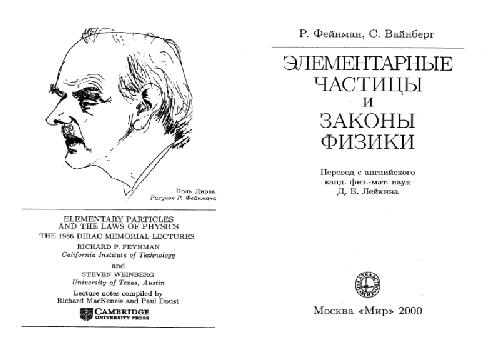 Поль Дирак
Рисунок Р. Фейнмана
ELEMENTARY PARTICLES
AND THE LAWS OF PHYSICS
THE 1986 DIRAC MEMORIAL LECTURES
RICHARD P. FEYNMAN
California Institute of Technology
and
STEVEN WEINBERG
University of Texas, Austin
Lecture notes compiled by
Richard MacKenzie and Paul Doust
CAMBRIDGE
UNIVERSITY PRESS
Р. Фейнман, С. Вайнберг
ЭЛЕМЕНТАРНЫЕ
ЧАСТИЦЫ
И
ЗАКОНЫ
ФИЗИКИ
Перевод с английского
канд. физ.-мат. наук
Д. Б. Лейкина
Москва «Мир» 2000